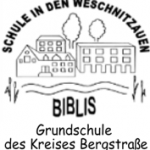 SCHULE IN DEN WESCHNITZAUEN
BIBLIS
Grundschule
des Kreises Bergstraße